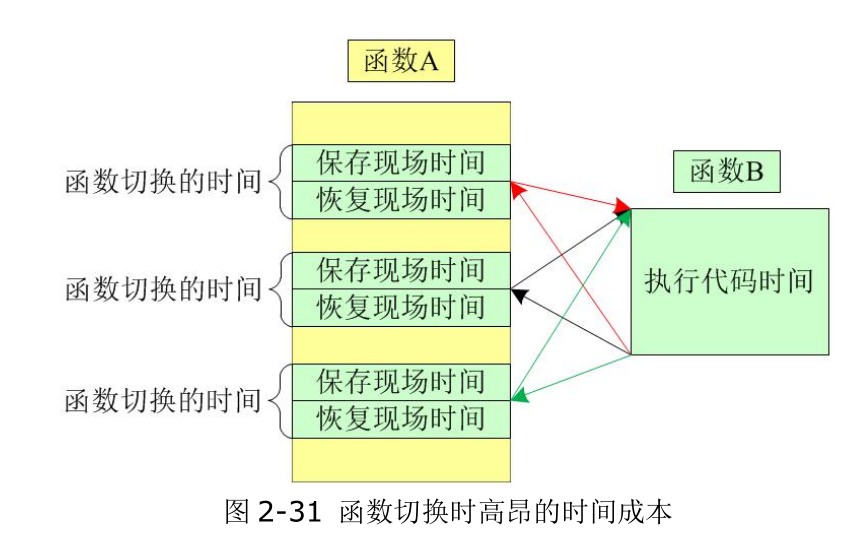 函数A
函数切换的时间
保存现场时间
恢复现场时间
函数切换的时间
保存现场时间
恢复现场时间
函数切换的时间
保存现场时间
恢复现场时间
函数B
执行代码时间
图 2-31 函数切换时高昂的时间成本